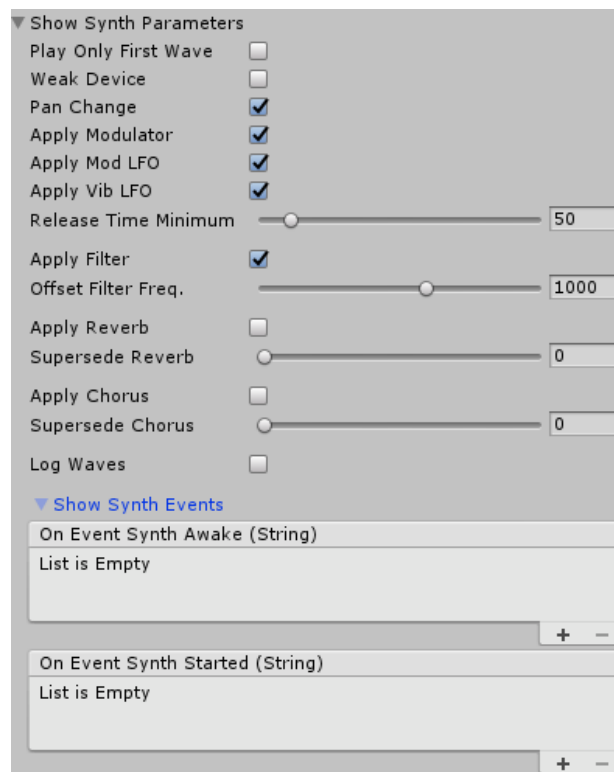 Show Synth Parameters
Play Only First Wave
Weak Device
Pan Change
Apply Modulator
Apply Mod LFO
Apply Vib LFO
Release Time Minimum 50
Apply Filter
Offset Filter Freq. 1000
Apply Reverb
Supersede Reverb 0
Apply Chorus
Supersede Chorus 0
Log Waves
Show Synth Events
On Event Synth Awake (String)
List is Empty
+ −
On Event Synth Started (String)
List is Empty
+ −